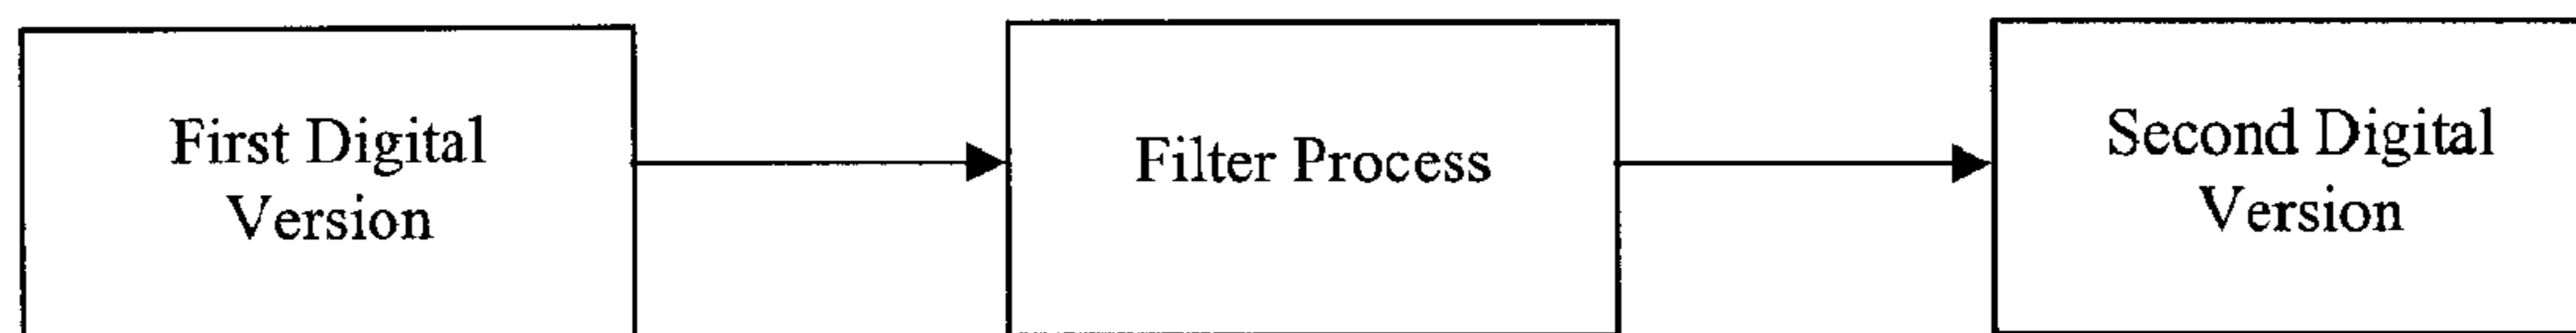 First Digital
Version
Filter Process
Second Digital
Version